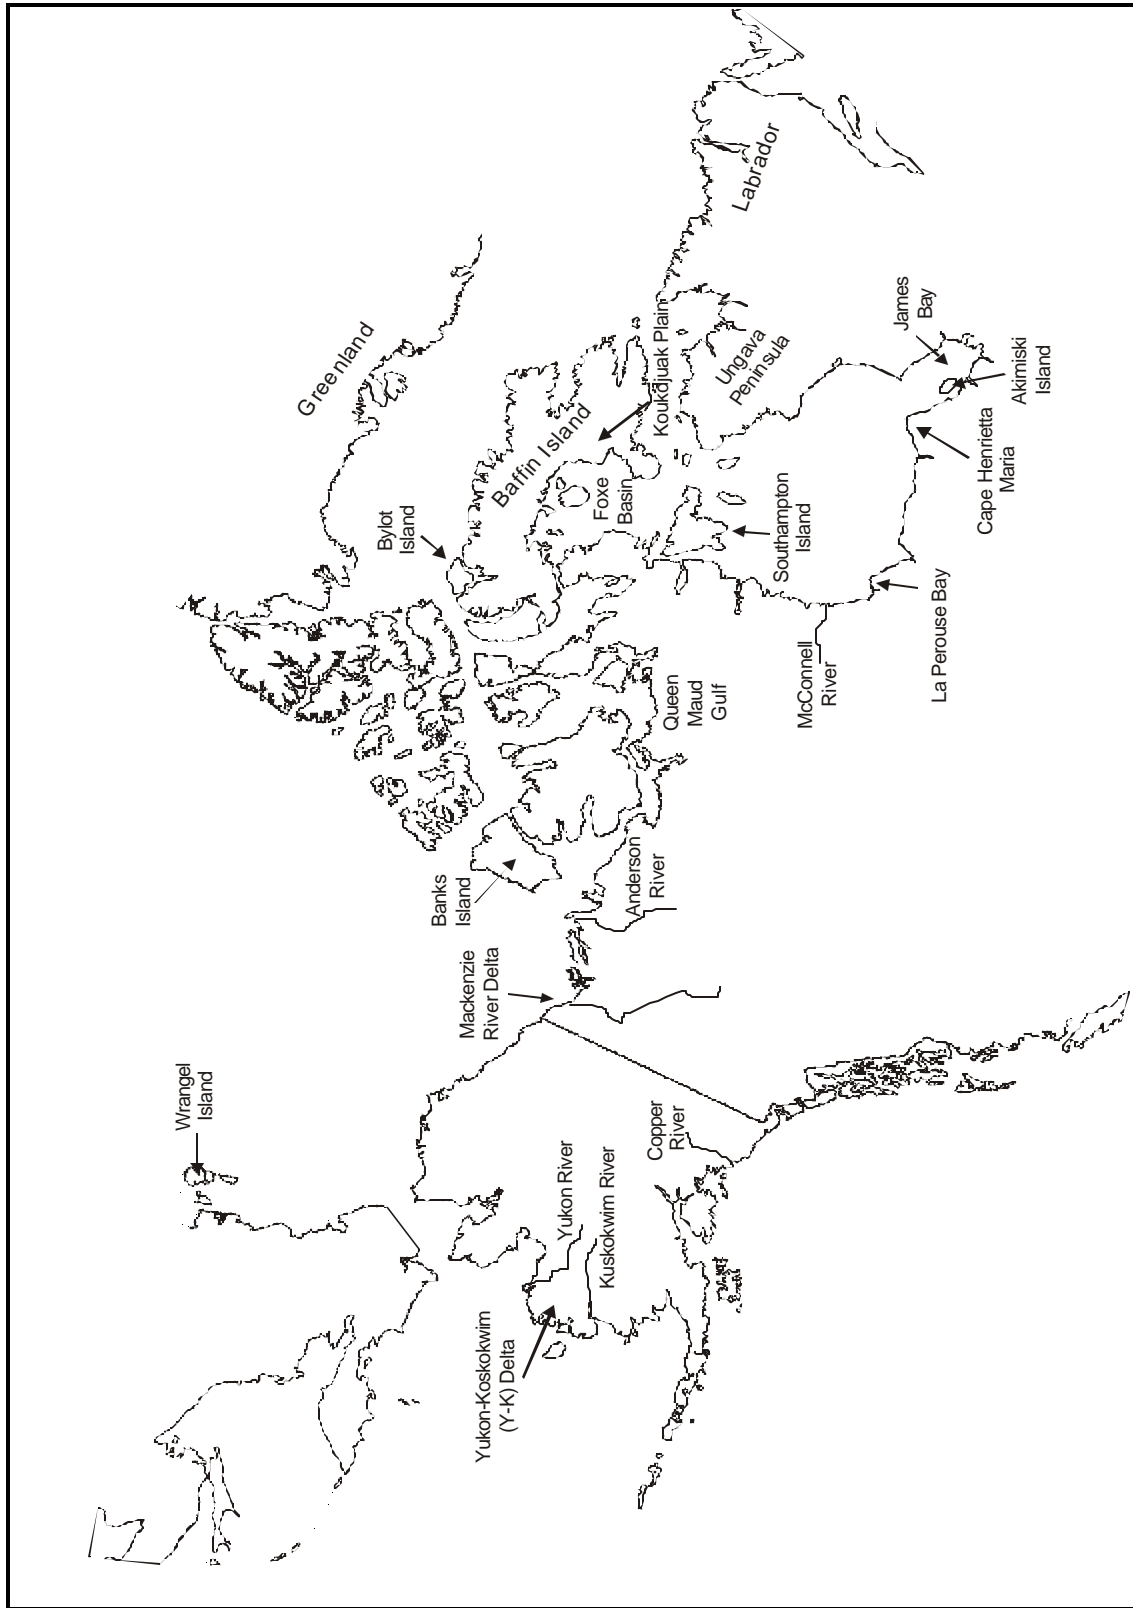 Wrangel
Island
Yukon-Koskokwim
(Y-K) Delta
Yukon River
Kuskokwim River
Copper
River
Mackenzie
River Delta
Banks
Island
Anderson
River
Queen
Maud
Gulf
Bylot
Island
Greenland
Baffin Island
Foxe
Basin
Koukdjuak Plain
Ungava
Peninsula
Labrador
Southampton
Island
McConnell
River
La Perouse Bay
Cape Henrietta
Maria
Akimiski
Island
James
Bay